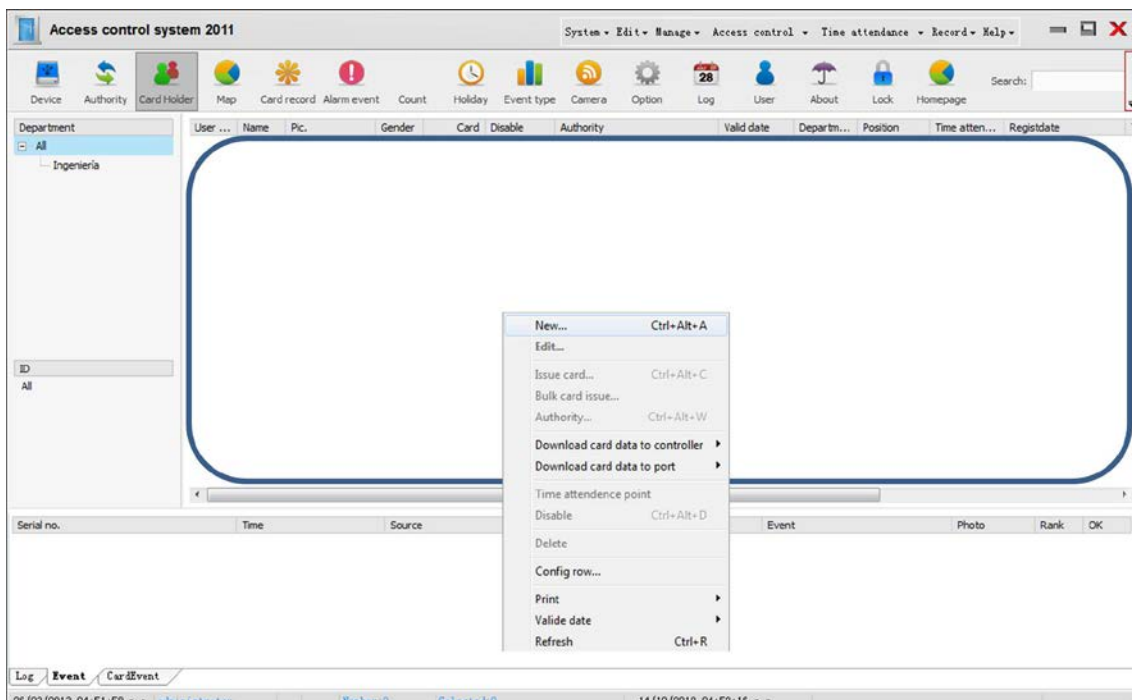 Access control system 2011
System Edit Manage Access control Time attendance Record Help
Device Authority Card Holder Map Card record Alarm event Count Holiday Event type Camera Option 28 Log User About Lock Homepage Search:
Department
All
Ingeniería
User ... Name Pic. Gender Card Disable Authority Valid date Departm... Position Time atten... Registdate
New... Ctrl+Alt+A
Edit...
Issue card... Ctrl+Alt+C
Bulk card issue...
Authority... Ctrl+Alt+W
Download card data to controller
Download card data to port
Time attendence point
Disable Ctrl+Alt+D
Delete
Config row...
Print
Valide date
Refresh Ctrl+R
ID
All
Serial no. Time Source Event Photo Rank OK
Log Event CardEvent